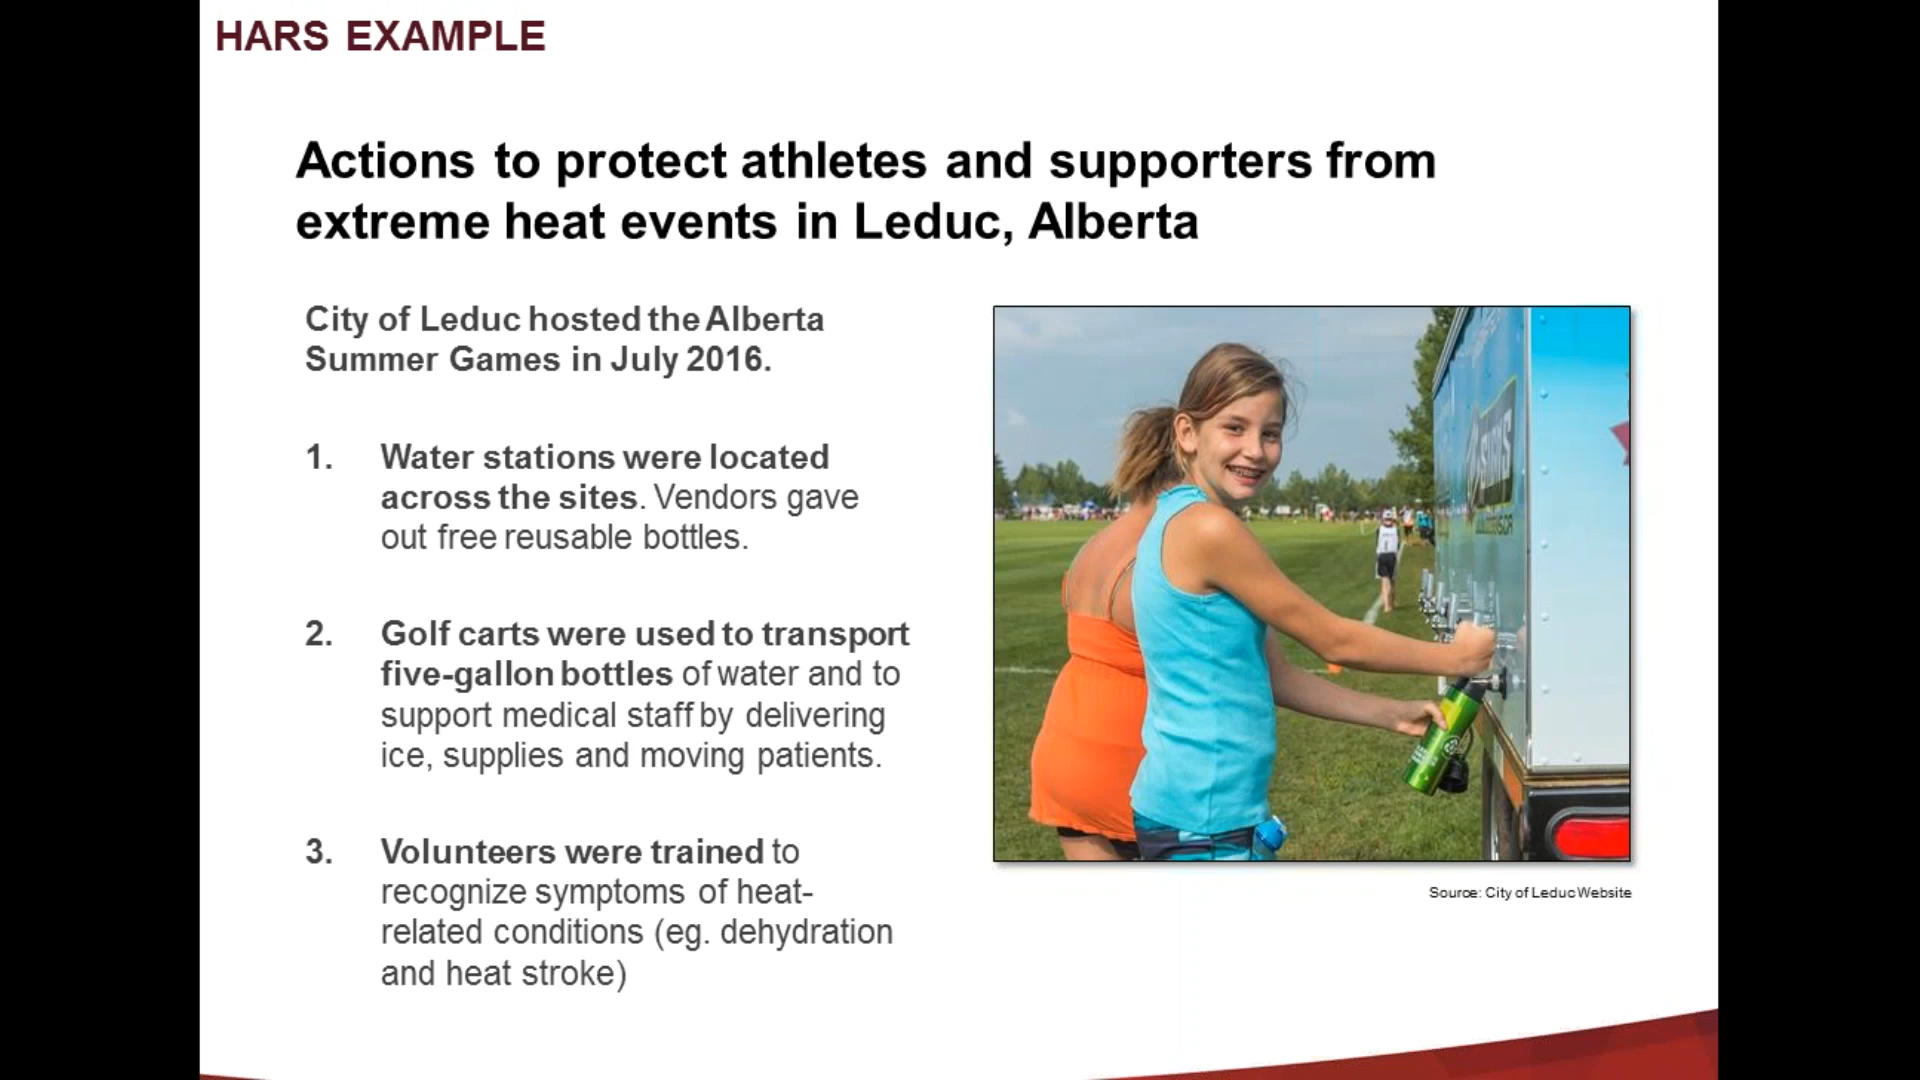 HARS EXAMPLE
Actions to protect athletes and supporters from
extreme heat events in Leduc, Alberta
City of Leduc hosted the Alberta
Summer Games in July 2016.
1. Water stations were located
across the sites. Vendors gave
out free reusable bottles.
2. Golf carts were used to transport
five-gallon bottles of water and to
support medical staff by delivering
ice, supplies and moving patients.
3. Volunteers were trained to
recognize symptoms of heat-
related conditions (eg. dehydration
and heat stroke)
Source: City of Leduc Website